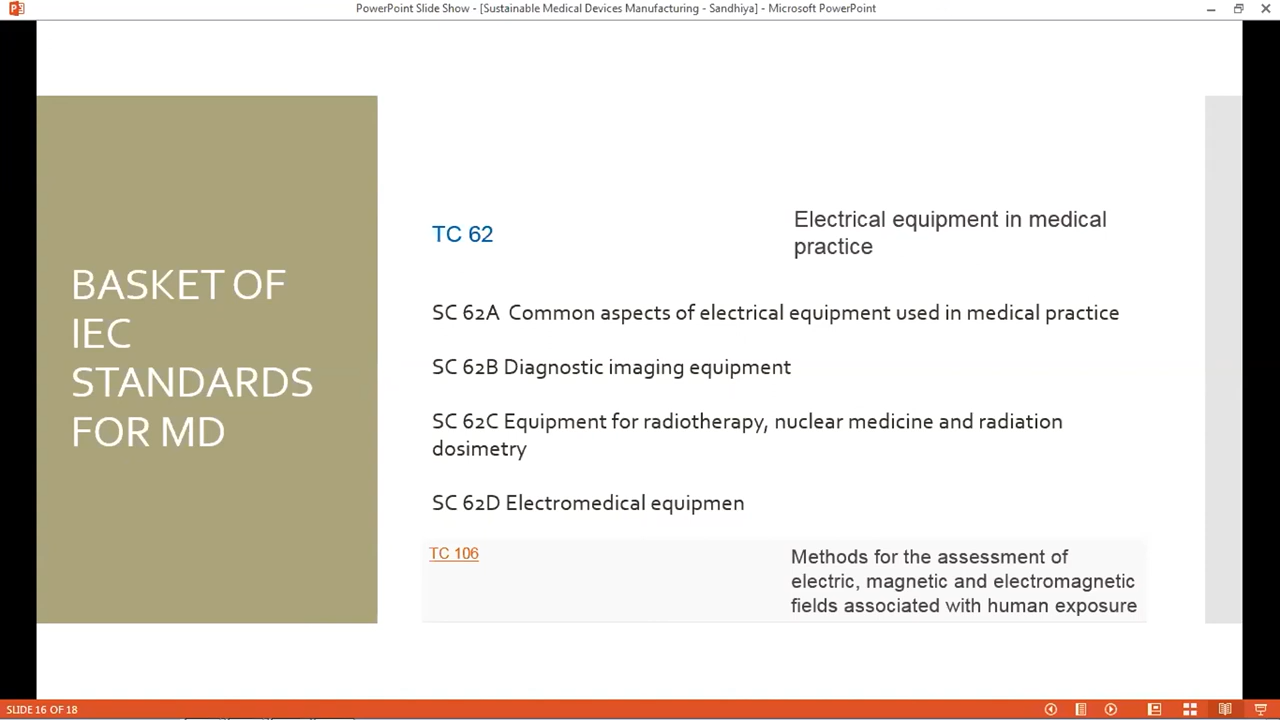 PowerPoint Slide Show - [Sustainable Medical Devices Manufacturing - Sandhiya] - Microsoft PowerPoint
BASKET OF
IEC
STANDARDS
FOR MD
TC 62
Electrical equipment in medical
practice
SC 62A  Common aspects of electrical equipment used in medical practice
SC 62B Diagnostic imaging equipment
SC 62C Equipment for radiotherapy, nuclear medicine and radiation
dosimetry
SC 62D Electromedical equipmen
TC 106
Methods for the assessment of
electric, magnetic and electromagnetic
fields associated with human exposure
SLIDE 16 OF 18